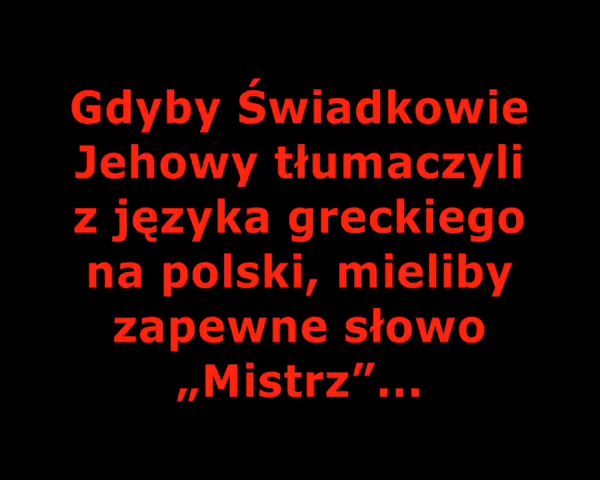 Gdyby Świadkowie
Jehowy tłumaczyli
z języka greckiego
na polski, mieliby
zapewne słowo
„Mistrz”...